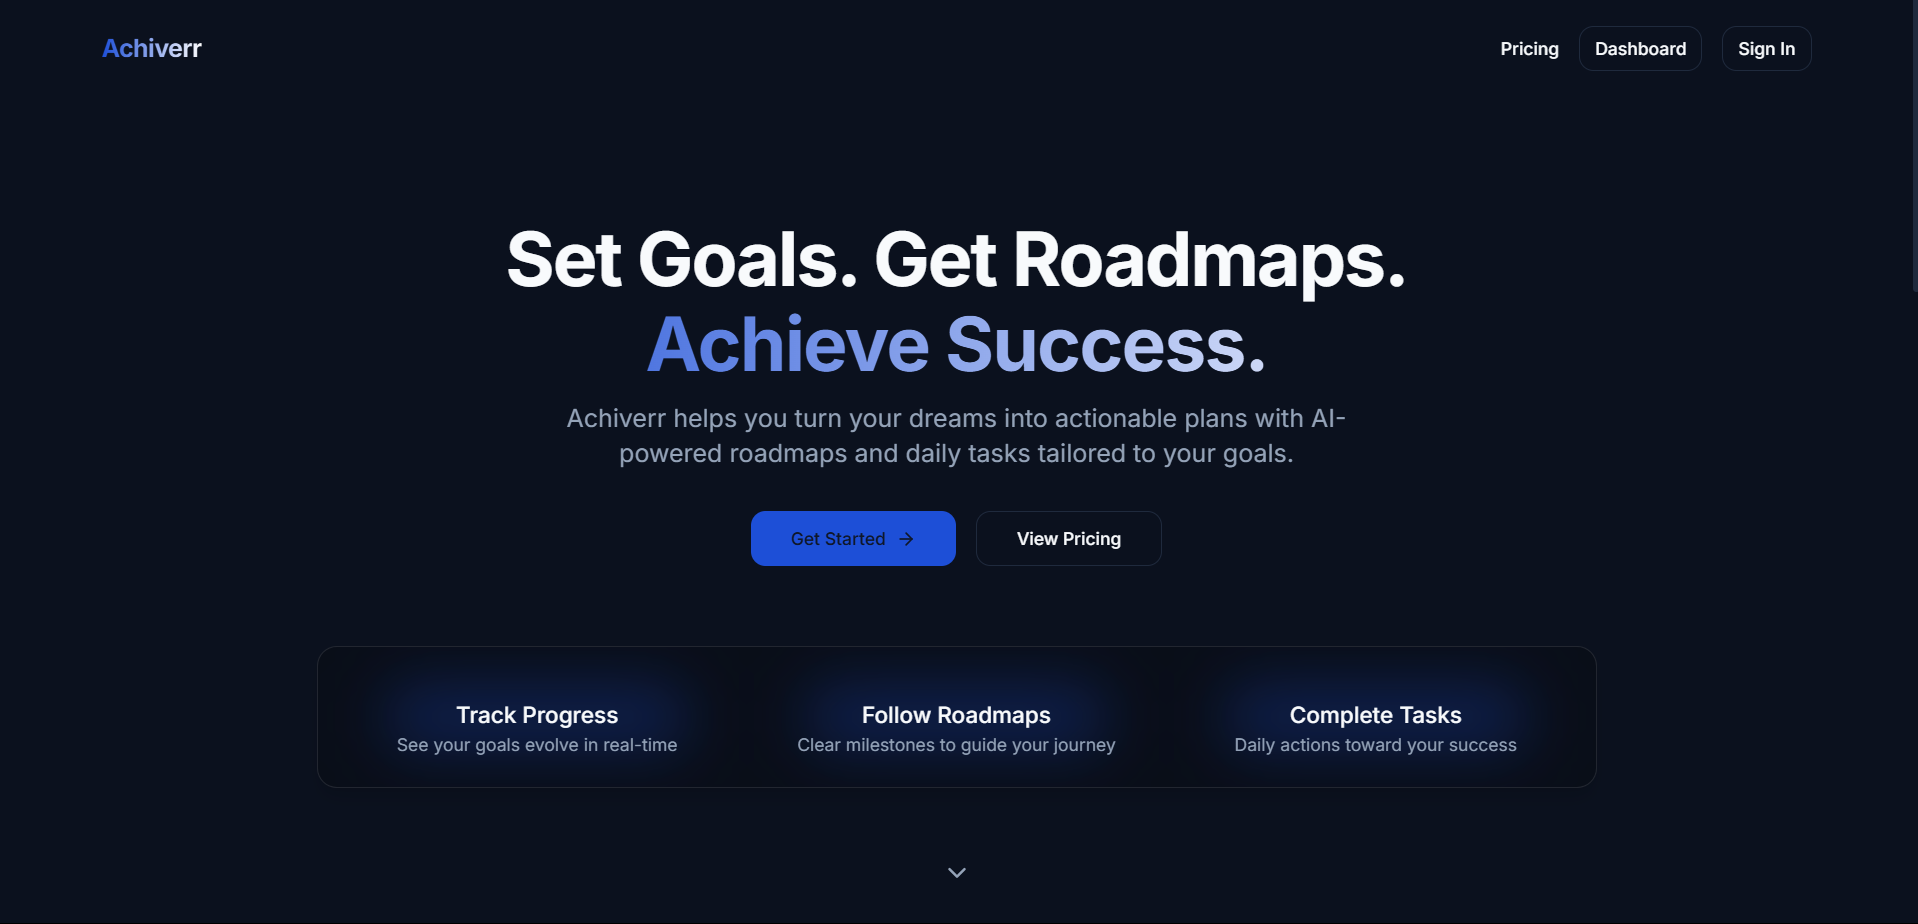 Achiverr
Pricing
Dashboard
Sign In
Set Goals. Get Roadmaps.
Achieve Success.
Achiverr helps you turn your dreams into actionable plans with AI-
powered roadmaps and daily tasks tailored to your goals.
Get Started
View Pricing
Track Progress
See your goals evolve in real-time
Follow Roadmaps
Clear milestones to guide your journey
Complete Tasks
Daily actions toward your success